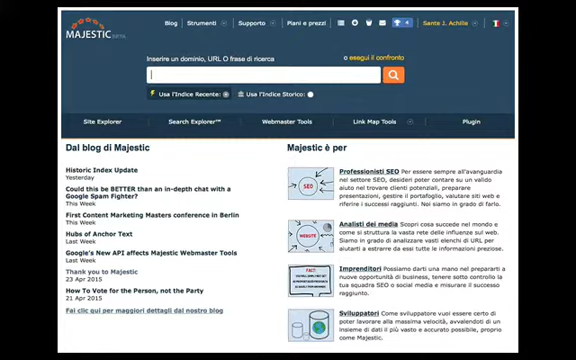 Blog Strumenti Supporto Piani e prezzi 4 Sante J. Achille
MAJESTIC BETA
Inserire un dominio, URL O frase di ricerca
o esegui il confronto
Usa l'Indice Recente: Usa l'Indice Storico:
Site Explorer Search Explorer™ Webmaster Tools Link Map Tools Plugin
Dal blog di Majestic
Historic Index Update
Yesterday
Could this be BETTER than an in-depth chat with a
Google Spam Fighter?
This Week
First Content Marketing Masters conference in Berlin
This Week
Hubs of Anchor Text
Last Week
Google's New API affects Majestic Webmaster Tools
Last Week
Thank you to Majestic
23 Apr 2015
How To Vote for the Person, not the Party
21 Apr 2015
Fai clic qui per maggiori dettagli dal nostro blog
Majestic è per
SEO
Professionisti SEO Per essere sempre all'avanguardia
nel settore SEO, desideri poter contare su un valido
aiuto nel trovare clienti potenziali, preparare
presentazioni, gestire il portafoglio, valutare siti web e
riferire i successi raggiunti. Noi siamo in grado di farlo.
WEBSITE
Analisti dei media Scopri cosa succede nel mondo e
come si struttura la vasta rete delle influenze sul web.
Siamo in grado di analizzare vasti elenchi di URL per
aiutarti a estrarre da esse tutte le informazioni preziose.
FACT:
Imprenditori Possiamo darti una mano nel prepararti a
nuove opportunità di business, tenere sotto controllo la
tua squadra SEO o social media e misurare il successo
raggiunto.
Sviluppatori Come sviluppatore vuoi essere certo di
poter lavorare alla massima velocità, avvalendoti di un
insieme di dati il più vasto e accurato possibile, proprio
come Majestic.